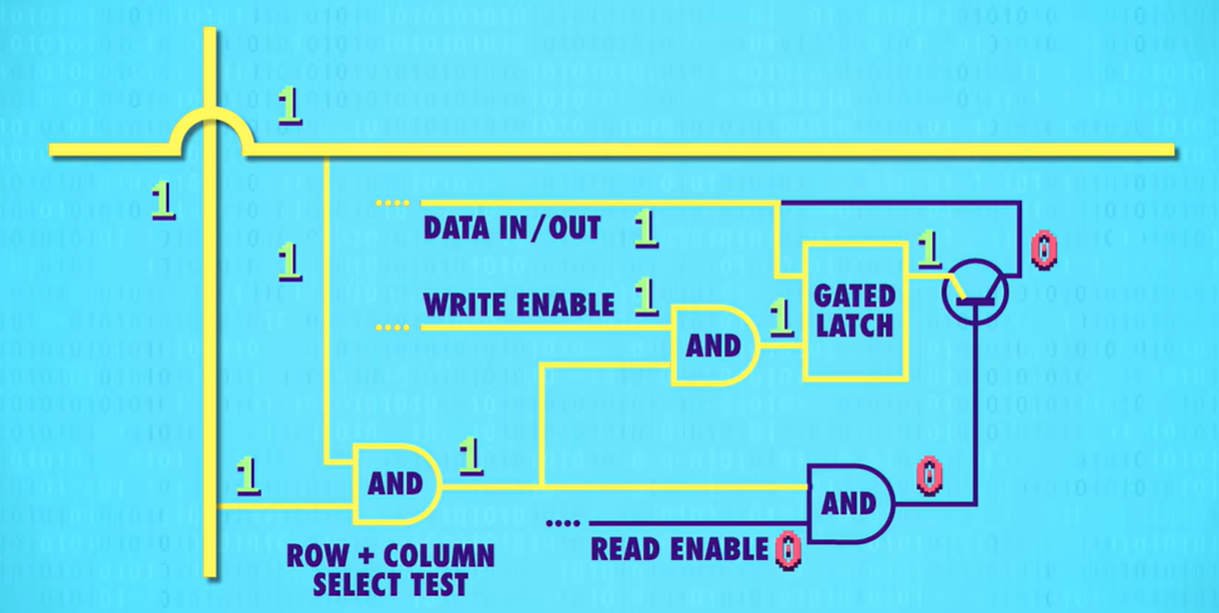 1
1
DATA IN/OUT 1
1 0
1
WRITE ENABLE 1
GATED
LATCH
1
AND
1
1
AND
0
AND
READ ENABLE 0
ROW + COLUMN
SELECT TEST